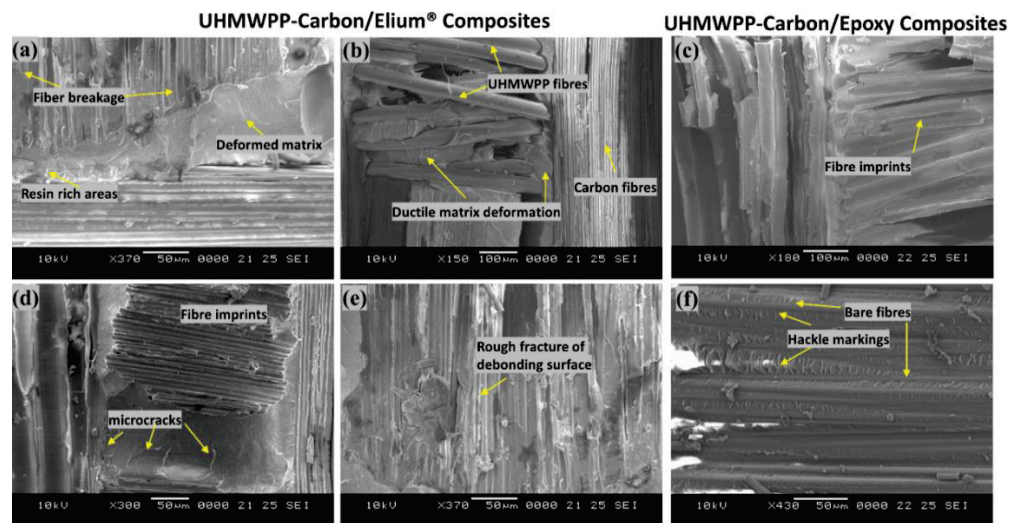 UHMWPP-Carbon/Elium® Composites
UHMWPP-Carbon/Epoxy Composites
(a)
Fiber breakage
Deformed matrix
Resin rich areas
10kV X370 50μm 0000 21 25 SEI
(b)
UHMWPP fibres
Carbon fibres
Ductile matrix deformation
10kV X150 100μm 0000 21 25 SEI
(c)
Fibre imprints
10kV X180 100μm 0000 22 25 SEI
(d)
Fibre imprints
microcracks
10kV X300 50μm 0000 21 25 SEI
(e)
Rough fracture of
debonding surface
10kV X370 50μm 0000 21 25 SEI
(f)
Bare fibres
Hackle markings
10kV X430 50μm 0000 22 25 SEI